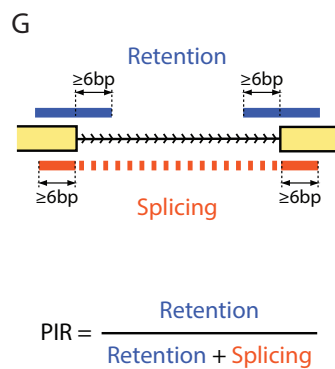 G
Retention
≥6bp ≥6bp
≥6bp ≥6bp
Splicing
Retention
PIR =
Retention + Splicing